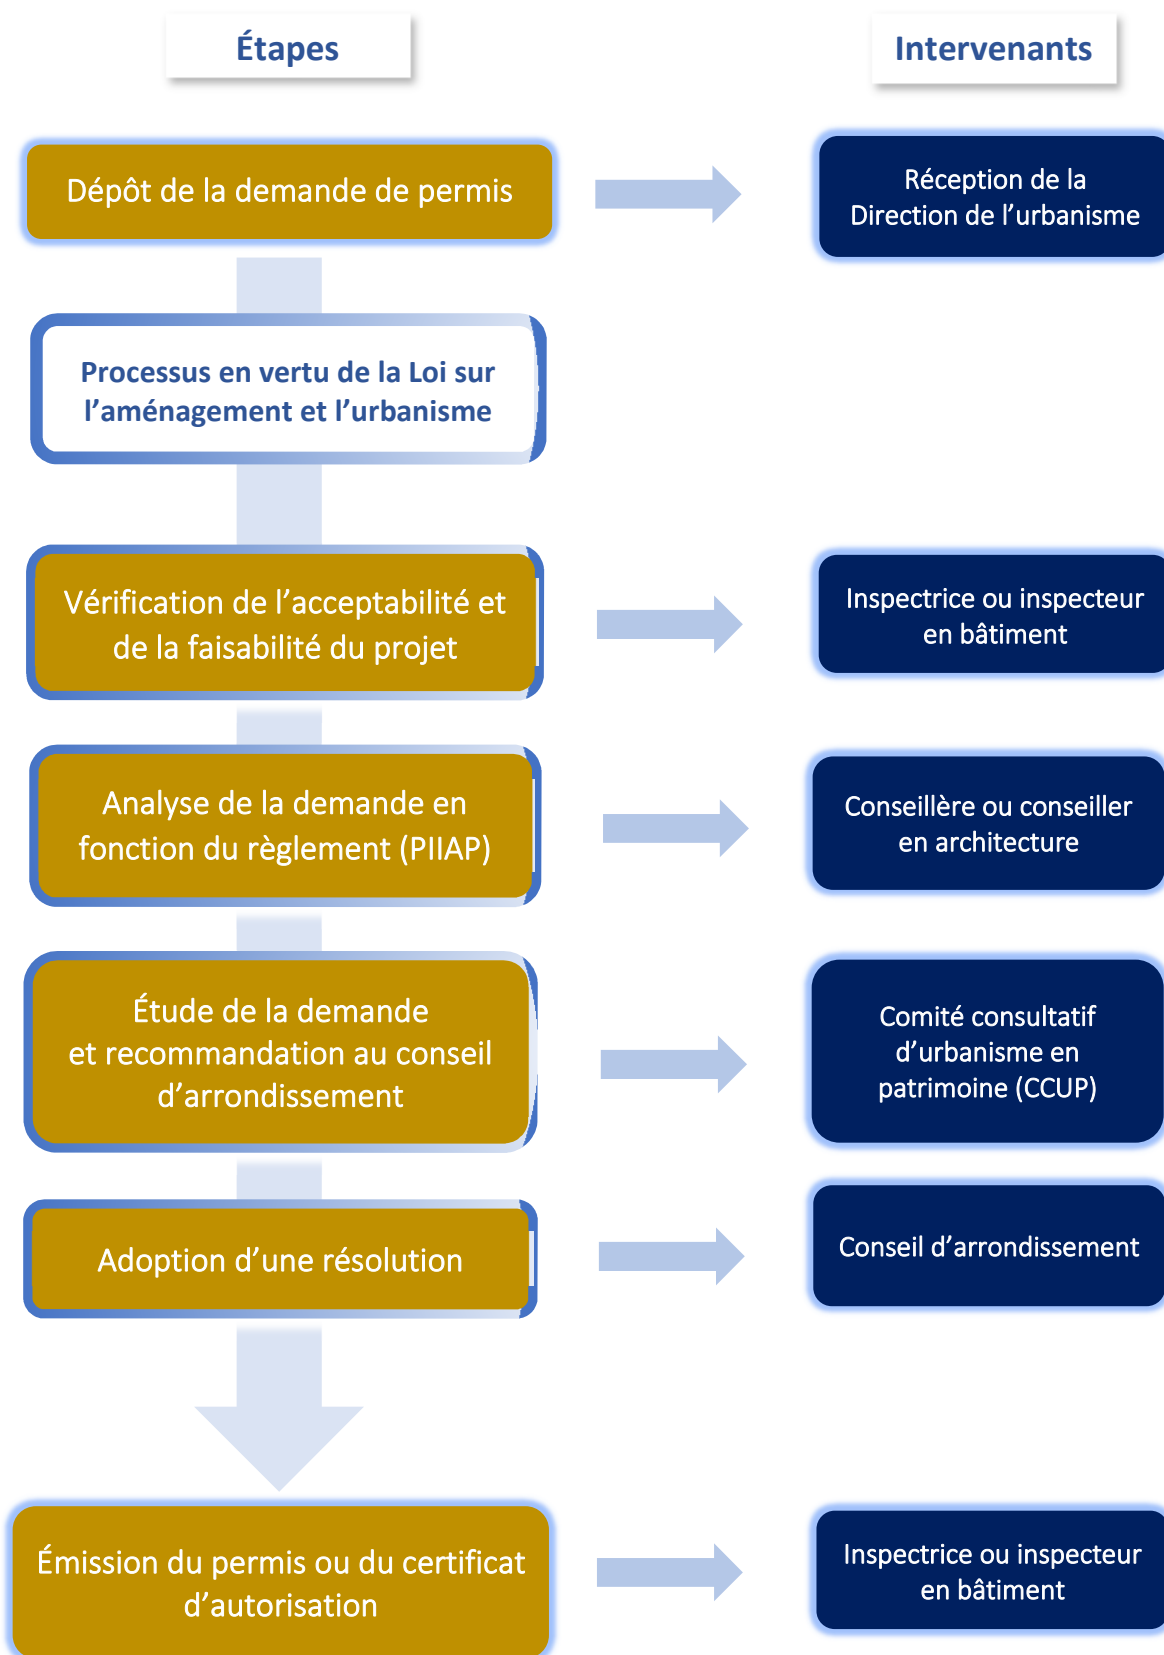 Étapes
Intervenants
Dépôt de la demande de permis
Réception de la
Direction de l’urbanisme
Processus en vertu de la Loi sur
l’aménagement et l’urbanisme
Vérification de l’acceptabilité et
de la faisabilité du projet
Inspectrice ou inspecteur
en bâtiment
Analyse de la demande en
fonction du règlement (PIIAP)
Conseillère ou conseiller
en architecture
Étude de la demande
et recommandation au conseil
d’arrondissement
Comité consultatif
d’urbanisme en
patrimoine (CCUP)
Adoption d’une résolution
Conseil d’arrondissement
Émission du permis ou du certificat
d’autorisation
Inspectrice ou inspecteur
en bâtiment